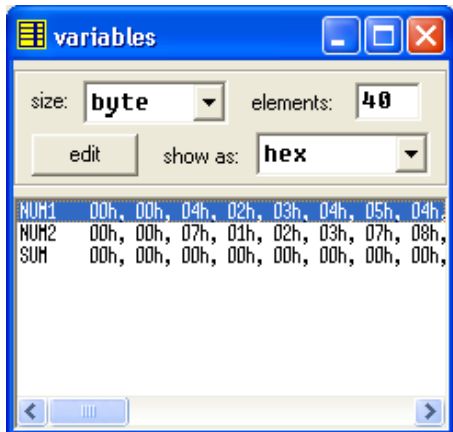 variables
size: byte elements: 40
edit show as: hex
NUM1 00h, 00h, 04h, 02h, 03h, 04h, 05h, 04h,
NUM2 00h, 00h, 07h, 01h, 02h, 03h, 07h, 08h,
SUM 00h, 00h, 00h, 00h, 00h, 00h, 00h, 00h,